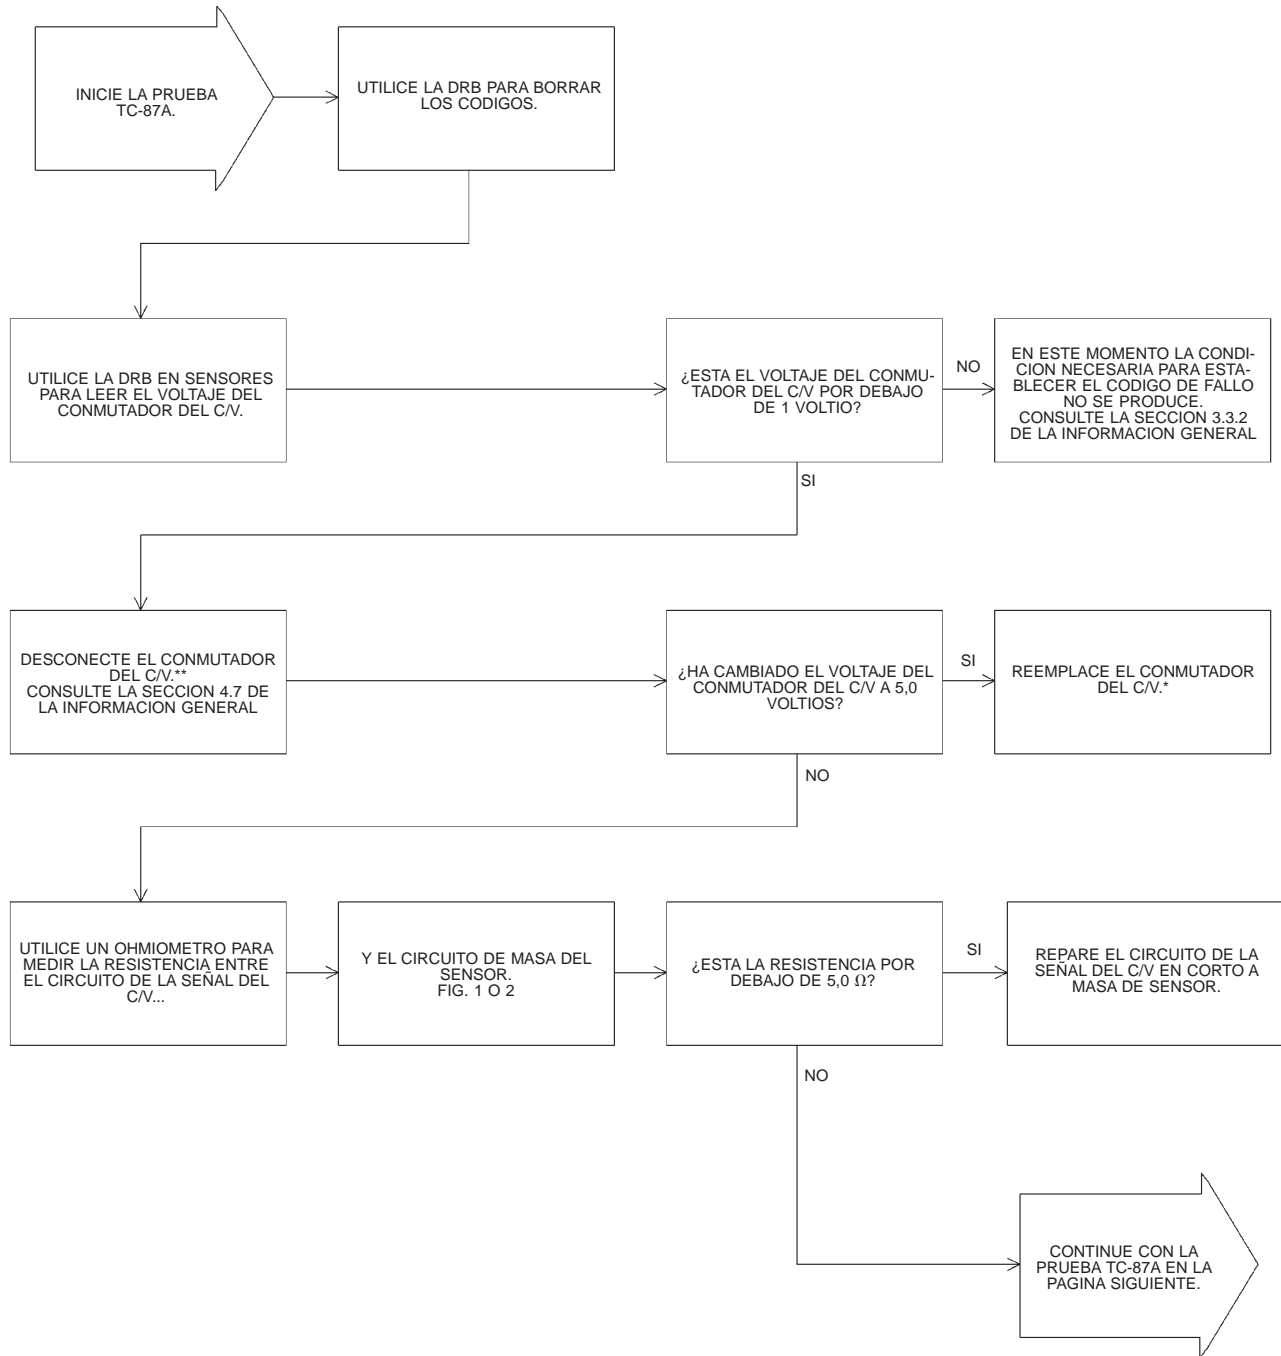 INICIE LA PRUEBA
TC-87A.
UTILICE LA DRB PARA BORRAR
LOS CODIGOS.
UTILICE LA DRB EN SENSORES
PARA LEER EL VOLTAJE DEL
CONMUTADOR DEL C/V.
¿ESTA EL VOLTAJE DEL CONMU-
TADOR DEL C/V POR DEBAJO
DE 1 VOLTIO?
NO
EN ESTE MOMENTO LA CONDI-
CION NECESARIA PARA ESTA-
BLECER EL CODIGO DE FALLO
NO SE PRODUCE.
CONSULTE LA SECCION 3.3.2
DE LA INFORMACION GENERAL
SI
DESCONECTE EL CONMUTADOR
DEL C/V.**
CONSULTE LA SECCION 4.7 DE
LA INFORMACION GENERAL
¿HA CAMBIADO EL VOLTAJE DEL
CONMUTADOR DEL C/V A 5,0
VOLTIOS?
SI
REEMPLACE EL CONMUTADOR
DEL C/V.*
NO
UTILICE UN OHMIOMETRO PARA
MEDIR LA RESISTENCIA ENTRE
EL CIRCUITO DE LA SEÑAL DEL
C/V...
Y EL CIRCUITO DE MASA DEL
SENSOR.
FIG. 1 O 2
¿ESTA LA RESISTENCIA POR
DEBAJO DE 5,0 Ω?
SI
REPARE EL CIRCUITO DE LA
SEÑAL DEL C/V EN CORTO A
MASA DE SENSOR.
NO
CONTINUE CON LA
PRUEBA TC-87A EN LA
PAGINA SIGUIENTE.